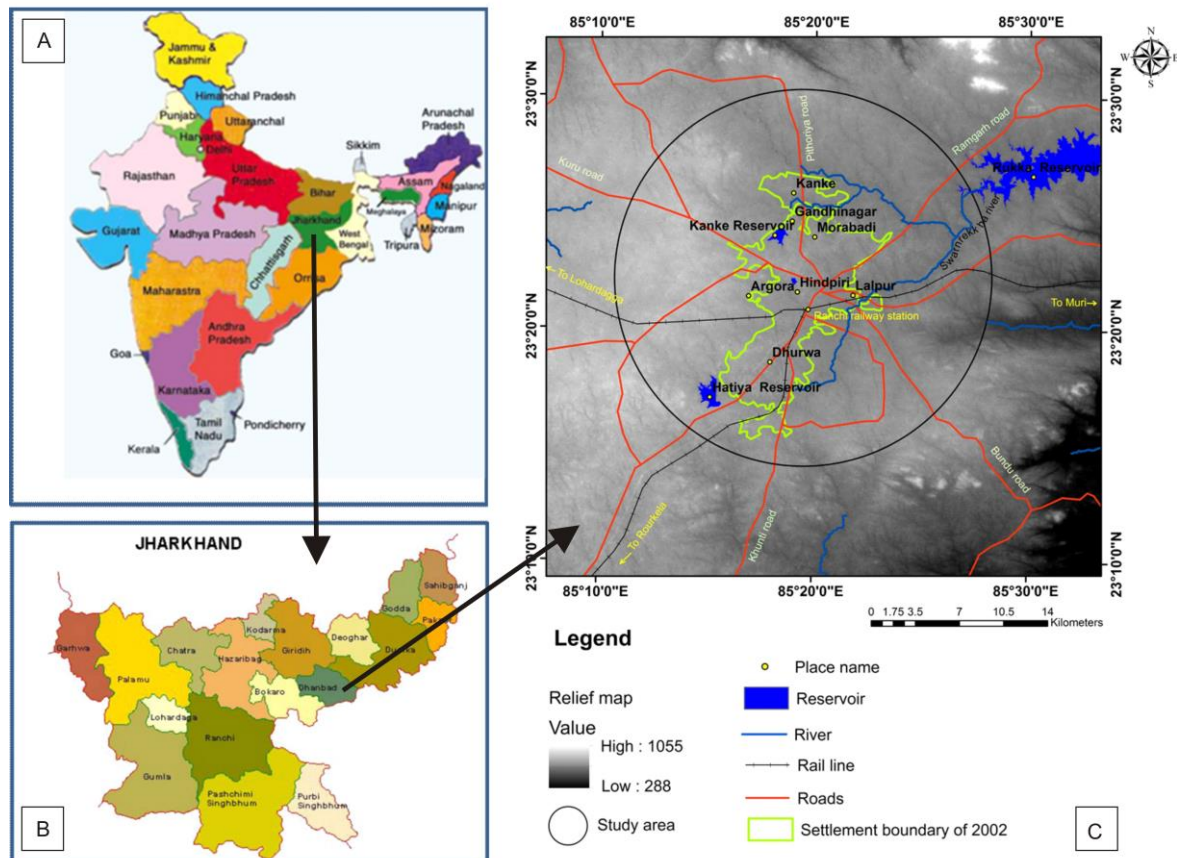 A
Jammu &
Kashmir
Himanchal Pradesh
Punjab
Uttaranchal
Haryana
Delhi
Arunachal
Pradesh
Sikkim
Rajasthan
Uttar
Pradesh
Bihar
Assam
Nagaland
Meghalaya
Manipur
Jharkhand
Gujarat
Madhya Pradesh
West
Bengal
Tripura
Mizoram
Chhattisgarh
Orrisa
Maharastra
Andhra
Pradesh
Goa
Karnataka
Tamil
Nadu
Pondicherry
Kerala
JHARKHAND
Sahibganj
Godda
Garhwa
Kodarma
Deoghar
Chatra
Giridih
Palamu
Hazaribag
Dhanbad
Bokaro
Lohardaga
Ranchi
Gumla
Pashchimi
Singhbhum
Purbi
Singhbhum
B
85°10'0"E
85°20'0"E
85°30'0"E
N
W
E
S
23°30'0"N
23°30'0"N
Pithoriya road
Ramgarh road
Kuru road
Rukka Reservoir
Kanke
Gandhinagar
Kanke Reservoir
Morabadi
To Lohardagga
Argora
Hindpiri
Lalpur
To Muri
Ranchi railway station
23°20'0"N
23°20'0"N
Dhurwa
Hatiya Reservoir
Bundu road
To Rourkela
Khunti road
23°10'0"N
23°10'0"N
85°10'0"E
85°20'0"E
85°30'0"E
0 1.75 3.5 7 10.5 14
Kilometers
Legend
Relief map
Value
High : 1055
Low : 288
Study area
Place name
Reservoir
River
Rail line
Roads
Settlement boundary of 2002
C